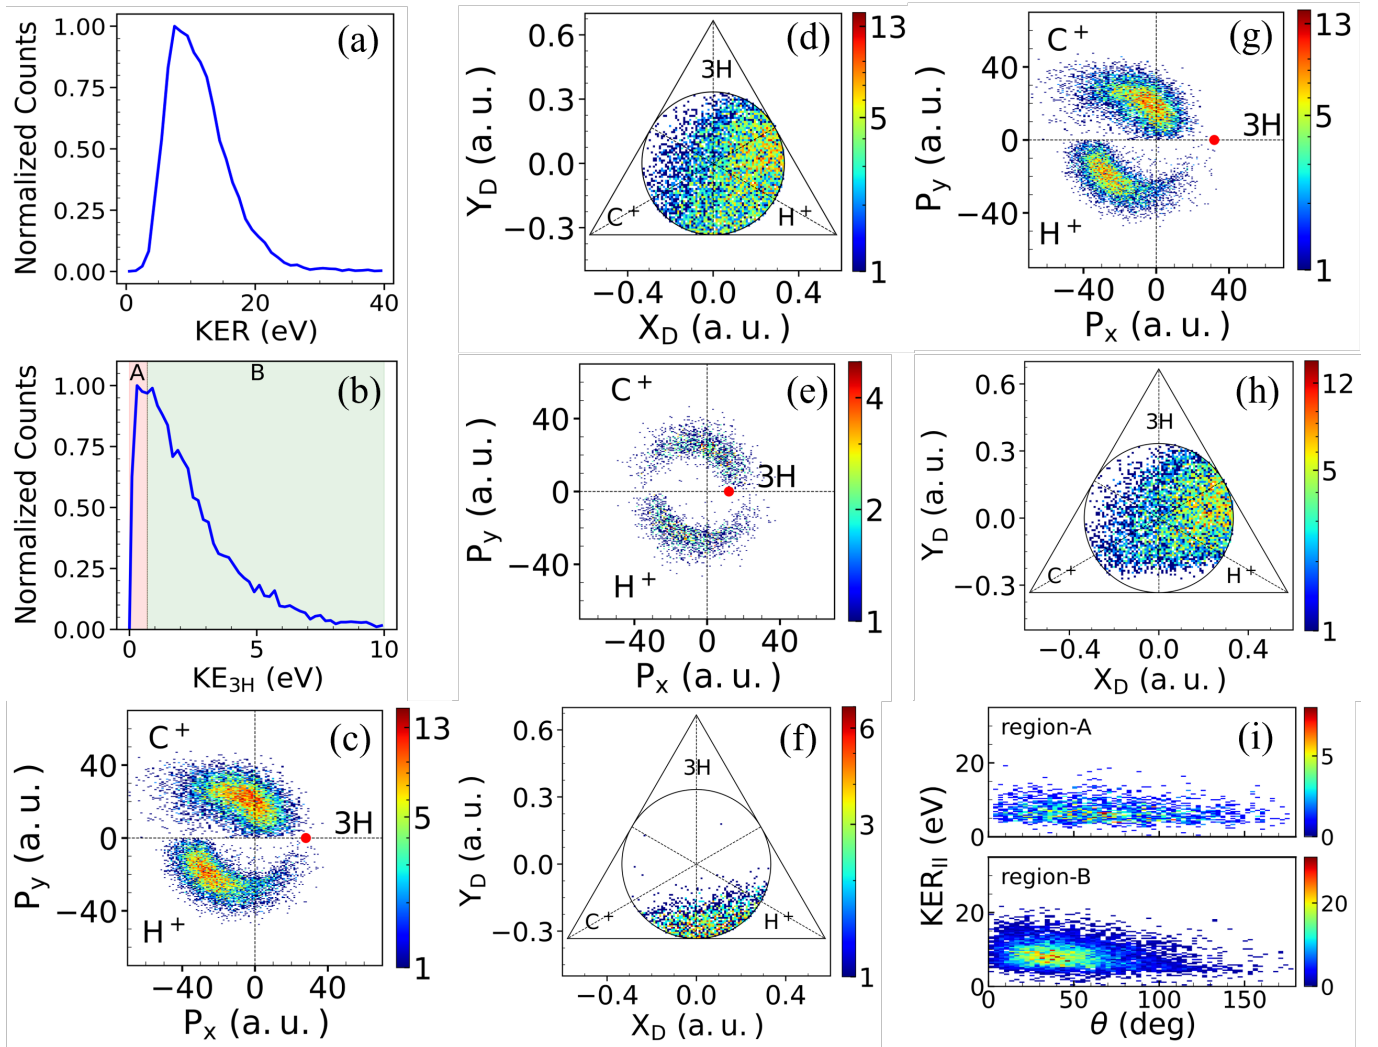 (a)
Normalized Counts
1.00
0.75
0.50
0.25
0.00
0
20
40
KER (eV)
(d)
Y_D (a. u.)
0.6
0.3
0.0
−0.3
3H
C⁺
H⁺
−0.4
0.0
0.4
X_D (a. u.)
13
5
1
(g)
P_y (a. u.)
40
0
−40
C⁺
3H
H⁺
−40
0
40
P_x (a. u.)
13
5
1
(b)
A
B
Normalized Counts
1.00
0.75
0.50
0.25
0.00
0
5
10
KE_3H (eV)
(e)
P_y (a. u.)
40
0
−40
C⁺
3H
H⁺
−40
0
40
P_x (a. u.)
4
2
1
(h)
Y_D (a. u.)
0.6
0.3
0.0
−0.3
3H
C⁺
H⁺
−0.4
0.0
0.4
X_D (a. u.)
12
5
1
(c)
P_y (a. u.)
40
0
−40
C⁺
3H
H⁺
−40
0
40
P_x (a. u.)
13
5
1
(f)
Y_D (a. u.)
0.6
0.3
0.0
−0.3
3H
C⁺
H⁺
−0.4
0.0
0.4
X_D (a. u.)
6
3
1
(i)
region-A
20
0
5
0
KER_II (eV)
region-B
20
0
20
0
0
50
100
150
θ (deg)